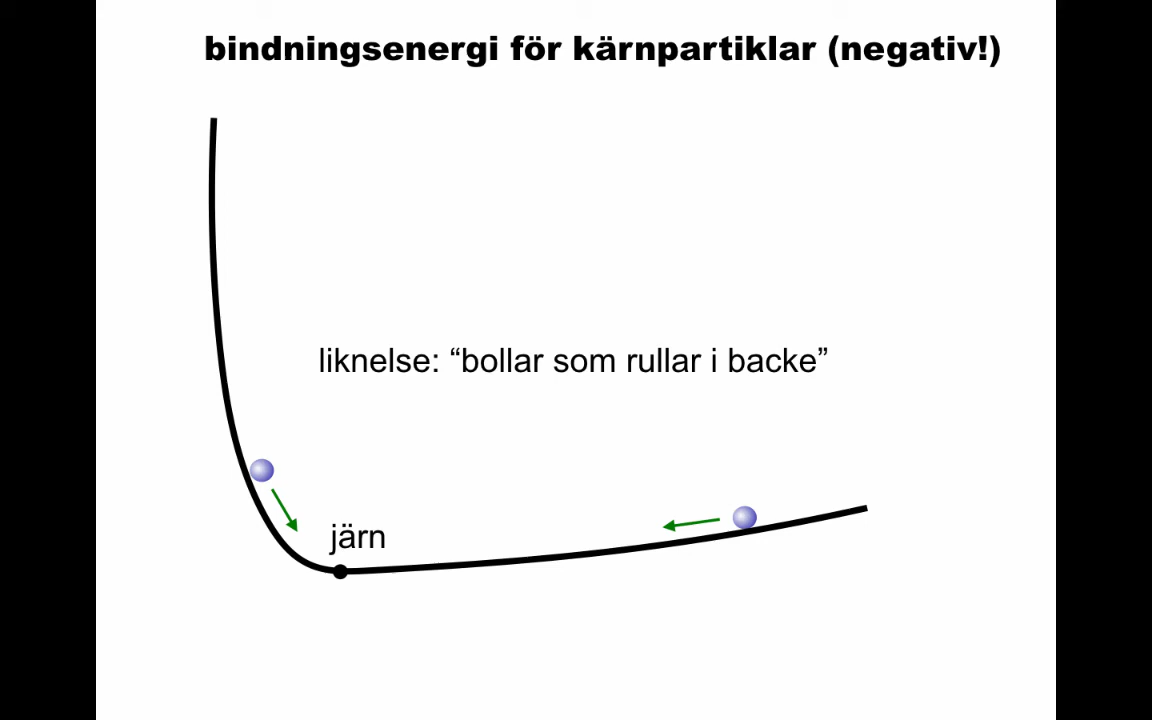 bindningsenergi för kärnpartiklar (negativ!)
liknelse: “bollar som rullar i backe”
järn